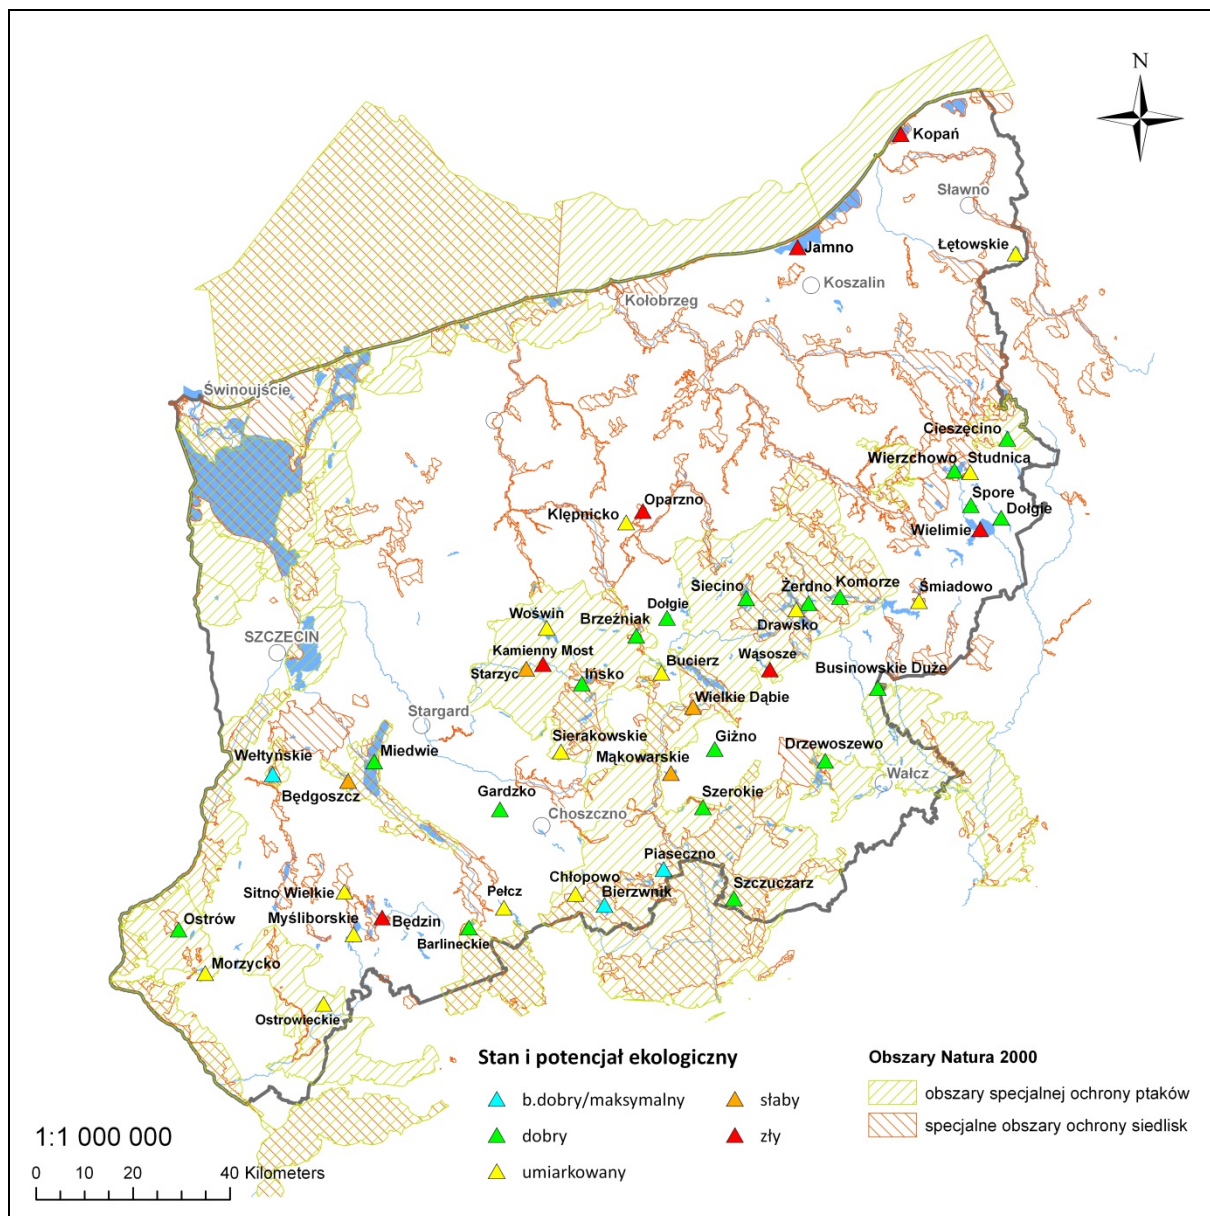 N
Kopań
Sławno
Jamno
Łętowskie
Koszalin
Kołobrzeg
Świnoujście
Cieszęcino
Wierzchowo
Studnica
Spore
Dołgie
Wielimie
Oparzno
Klępnicko
Siecino
Żerdno
Komorze
Śmiadowo
Drawsko
Woświn
Brzeźniak
Dołgie
SZCZECIN
Kamienny Most
Starzyc
Ińsko
Bucierz
Wąsosze
Businowskie Duże
Wielkie Dąbie
Stargard
Sierakowskie
Giżno
Mąkowarskie
Drzewoszewo
Wałcz
Wełtyńskie
Miedwie
Będgoszcz
Gardzko
Choszczno
Szerokie
Piaseczno
Chłopowo
Bierzwnik
Szczuczarz
Pełcz
Sitno Wielkie
Myśliborskie
Będzin
Barlineckie
Ostrów
Morzycko
Ostrowieckie
Stan i potencjał ekologiczny
b.dobry/maksymalny
dobry
umiarkowany
słaby
zły
Obszary Natura 2000
obszary specjalnej ochrony ptaków
specjalne obszary ochrony siedlisk
1:1 000 000
0 10 20 40 Kilometers